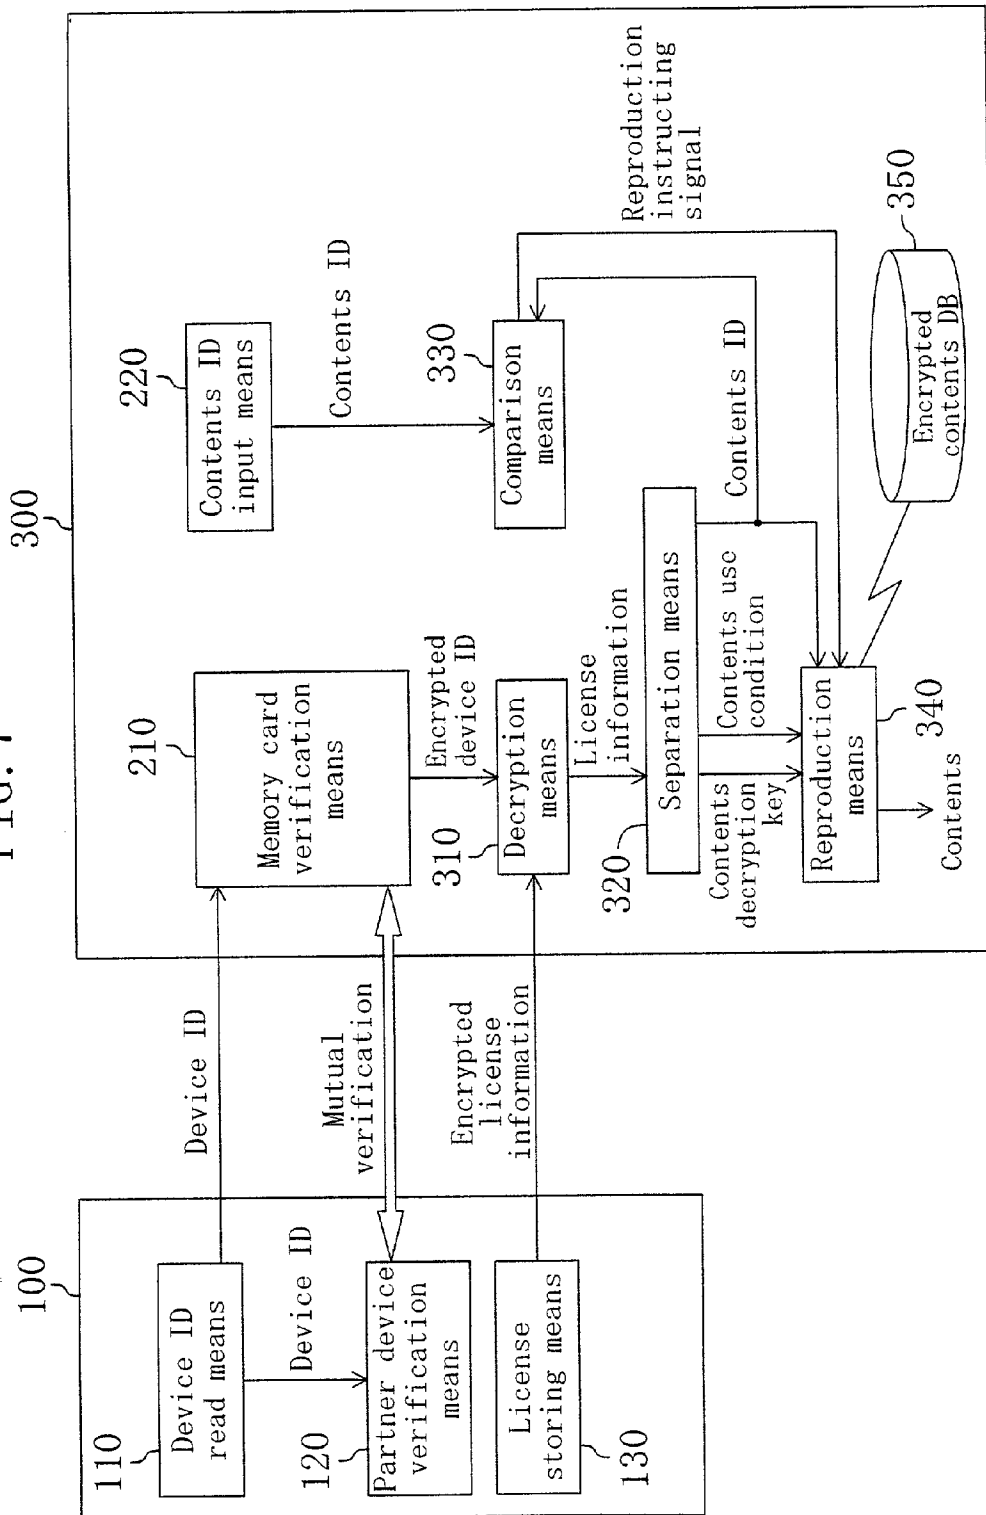 FIG. 7
100
300
110
Device ID
read means
Device ID
Device ID
120
Partner device
verification
means
Mutual
verification
License
storing means
130
Encrypted
license
information
210
Memory card
verification
means
Encrypted
device ID
310
Decryption
means
License
information
320
Separation means
Contents
decryption
key
Contents use
condition
Contents ID
Reproduction
means
340
Contents
220
Contents ID
input means
Contents ID
330
Comparison
means
Reproduction
instructing
signal
350
Encrypted
contents DB